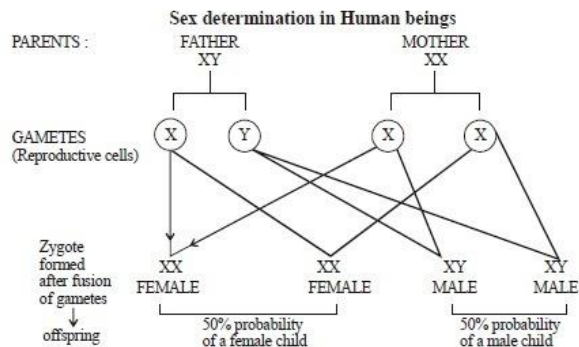 Sex determination in Human beings
PARENTS :
FATHER
MOTHER
XY
XX
GAMETES
(Reproductive cells)
X
Y
X
X
Zygote
formed
after fusion
of gametes
offspring
XX
XX
XY
XY
FEMALE
FEMALE
MALE
MALE
50% probability
of a female child
50% probability
of a male child